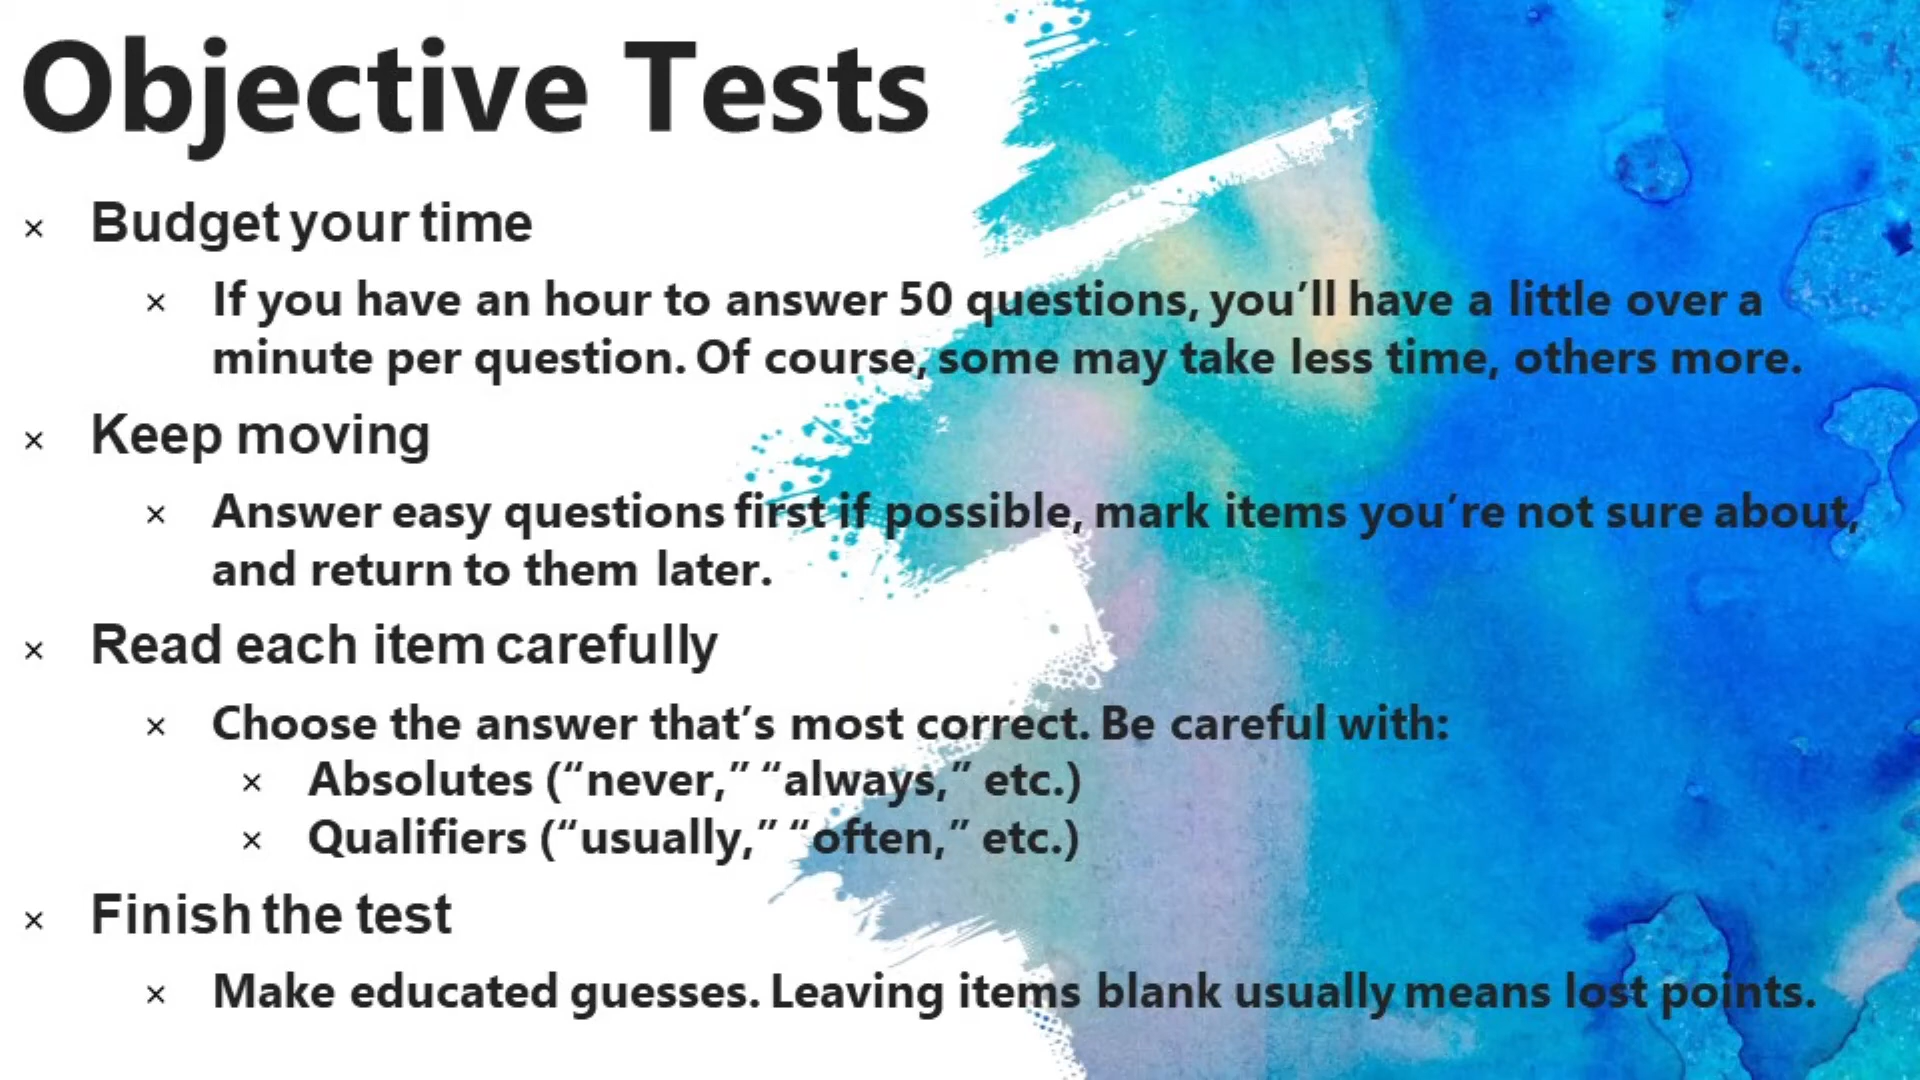 Objective Tests
× Budget your time
× If you have an hour to answer 50 questions, you’ll have a little over a
minute per question. Of course, some may take less time, others more.
× Keep moving
× Answer easy questions first if possible, mark items you’re not sure about,
and return to them later.
× Read each item carefully
× Choose the answer that’s most correct. Be careful with:
× Absolutes (“never,” “always,” etc.)
× Qualifiers (“usually,” “often,” etc.)
× Finish the test
× Make educated guesses. Leaving items blank usually means lost points.